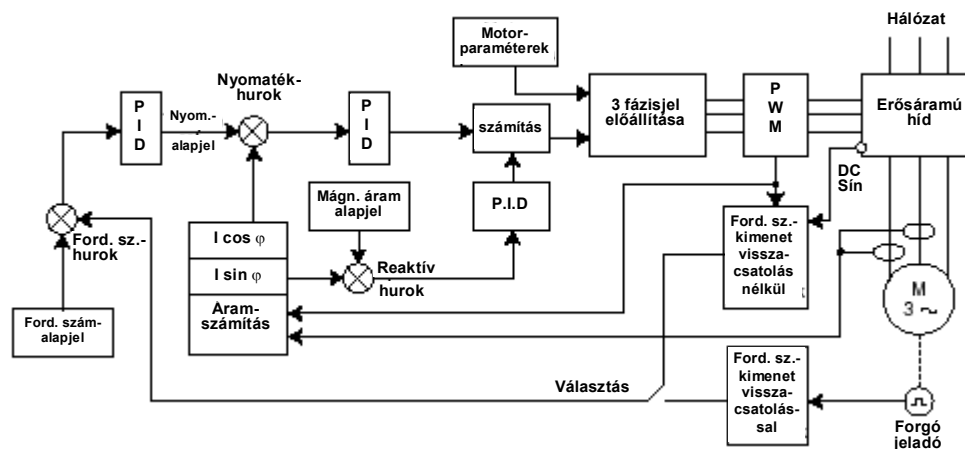 Hálózat
Motor-
paraméterek
P
I
D
Nyom.-
alapjel
Nyomaték-
hurok
P
I
D
számítás
3 fázisjel
előállítása
P
W
M
Erősáramú
híd
DC
Sín
Mágn. áram
alapjel
P.I.D
Ford. sz.-
hurok
I cos φ
I sin φ
Áram-
számítás
Reaktív
hurok
Ford. sz.-
kimenet
vissza-
csatolás
nélkül
M
3 ~
Ford. szám-
alapjel
Választás
Ford. sz.-
kimenet
vissza-
csatolás-
sal
Forgó
jeladó